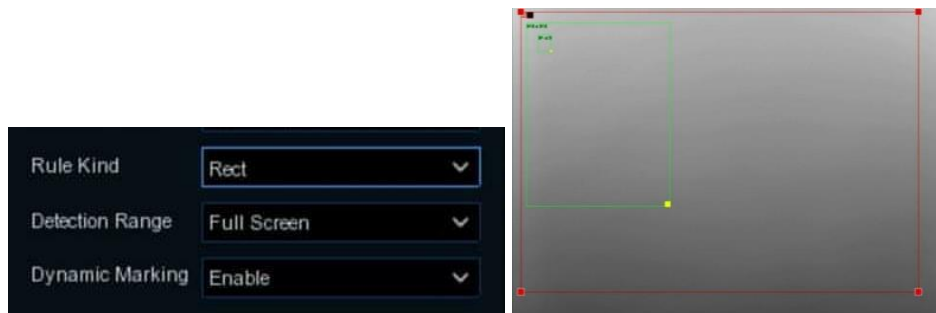 Rule Kind
Rect
Detection Range
Full Screen
Dynamic Marking
Enable